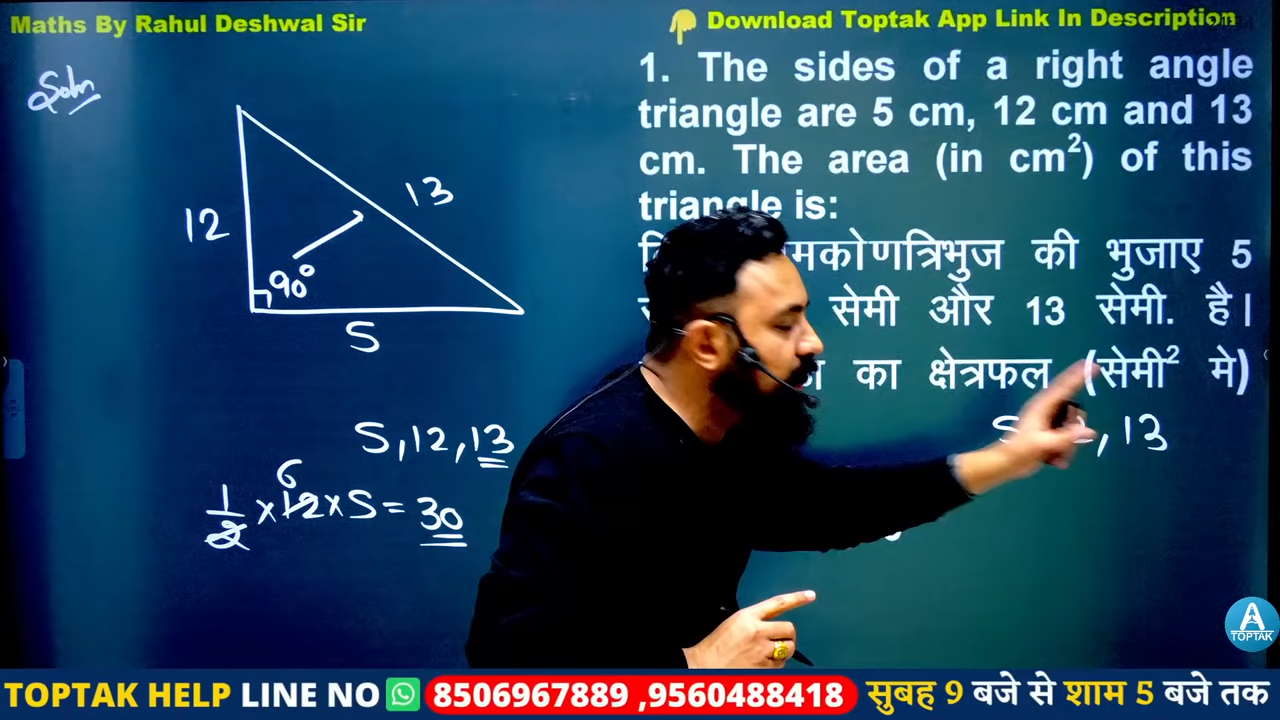 Maths By Rahul Deshwal Sir
Download Toptak App Link In Description
Soln
1. The sides of a right angle
triangle are 5 cm, 12 cm and 13
cm. The area (in cm²) of this
triangle is:
की भुजाए 5
सेमी और 13 सेमी. है।
का क्षेत्रफल (सेमी² मे)
12
13
90°
5
5, 12, 13
, 13
6
1/2 × 12 × 5 = 30
A
TOPTAK
TOPTAK HELP LINE NO 8506967889 ,9560488418 सुबह 9 बजे से शाम 5 बजे तक